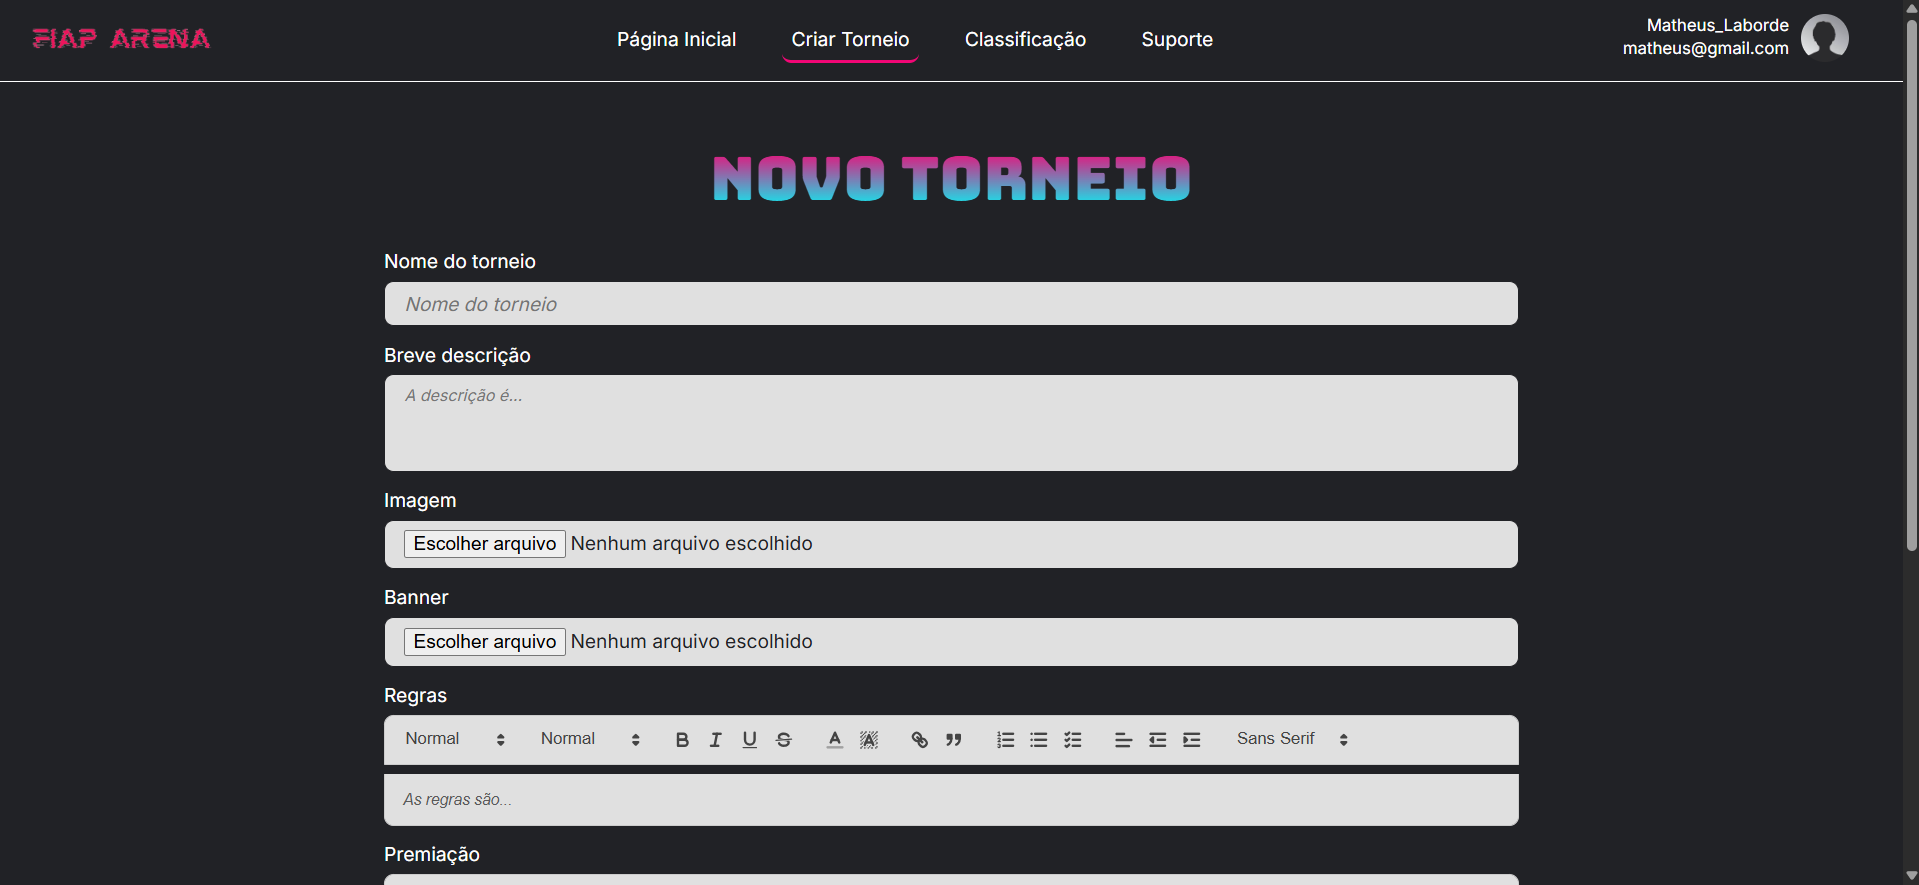 FIAP ARENA
Página Inicial
Criar Torneio
Classificação
Suporte
Matheus_Laborde
matheus@gmail.com
NOVO TORNEIO
Nome do torneio
Nome do torneio
Breve descrição
A descrição é...
Imagem
Escolher arquivo Nenhum arquivo escolhido
Banner
Escolher arquivo Nenhum arquivo escolhido
Regras
Normal Normal B I U S A A Sans Serif
As regras são...
Premiação